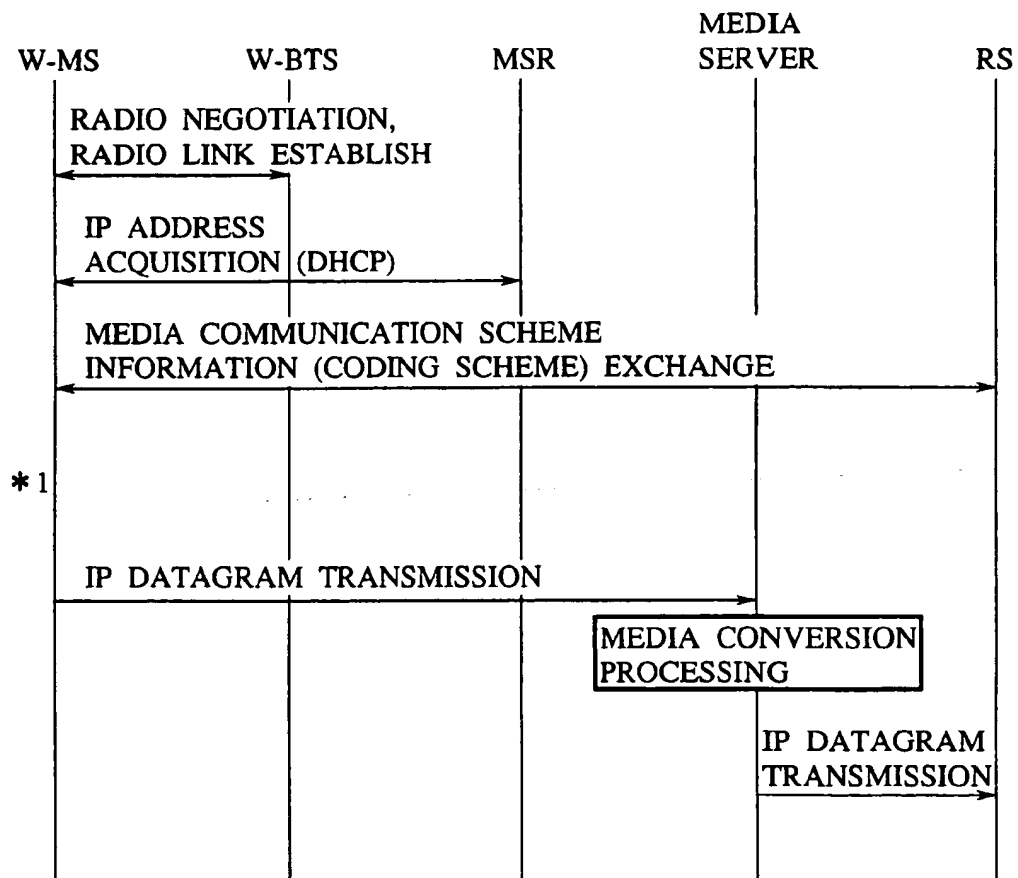 MEDIA
W-MS W-BTS MSR SERVER RS
RADIO NEGOTIATION,
RADIO LINK ESTABLISH
IP ADDRESS
ACQUISITION (DHCP)
MEDIA COMMUNICATION SCHEME
INFORMATION (CODING SCHEME) EXCHANGE
*1
IP DATAGRAM TRANSMISSION
MEDIA CONVERSION
PROCESSING
IP DATAGRAM
TRANSMISSION